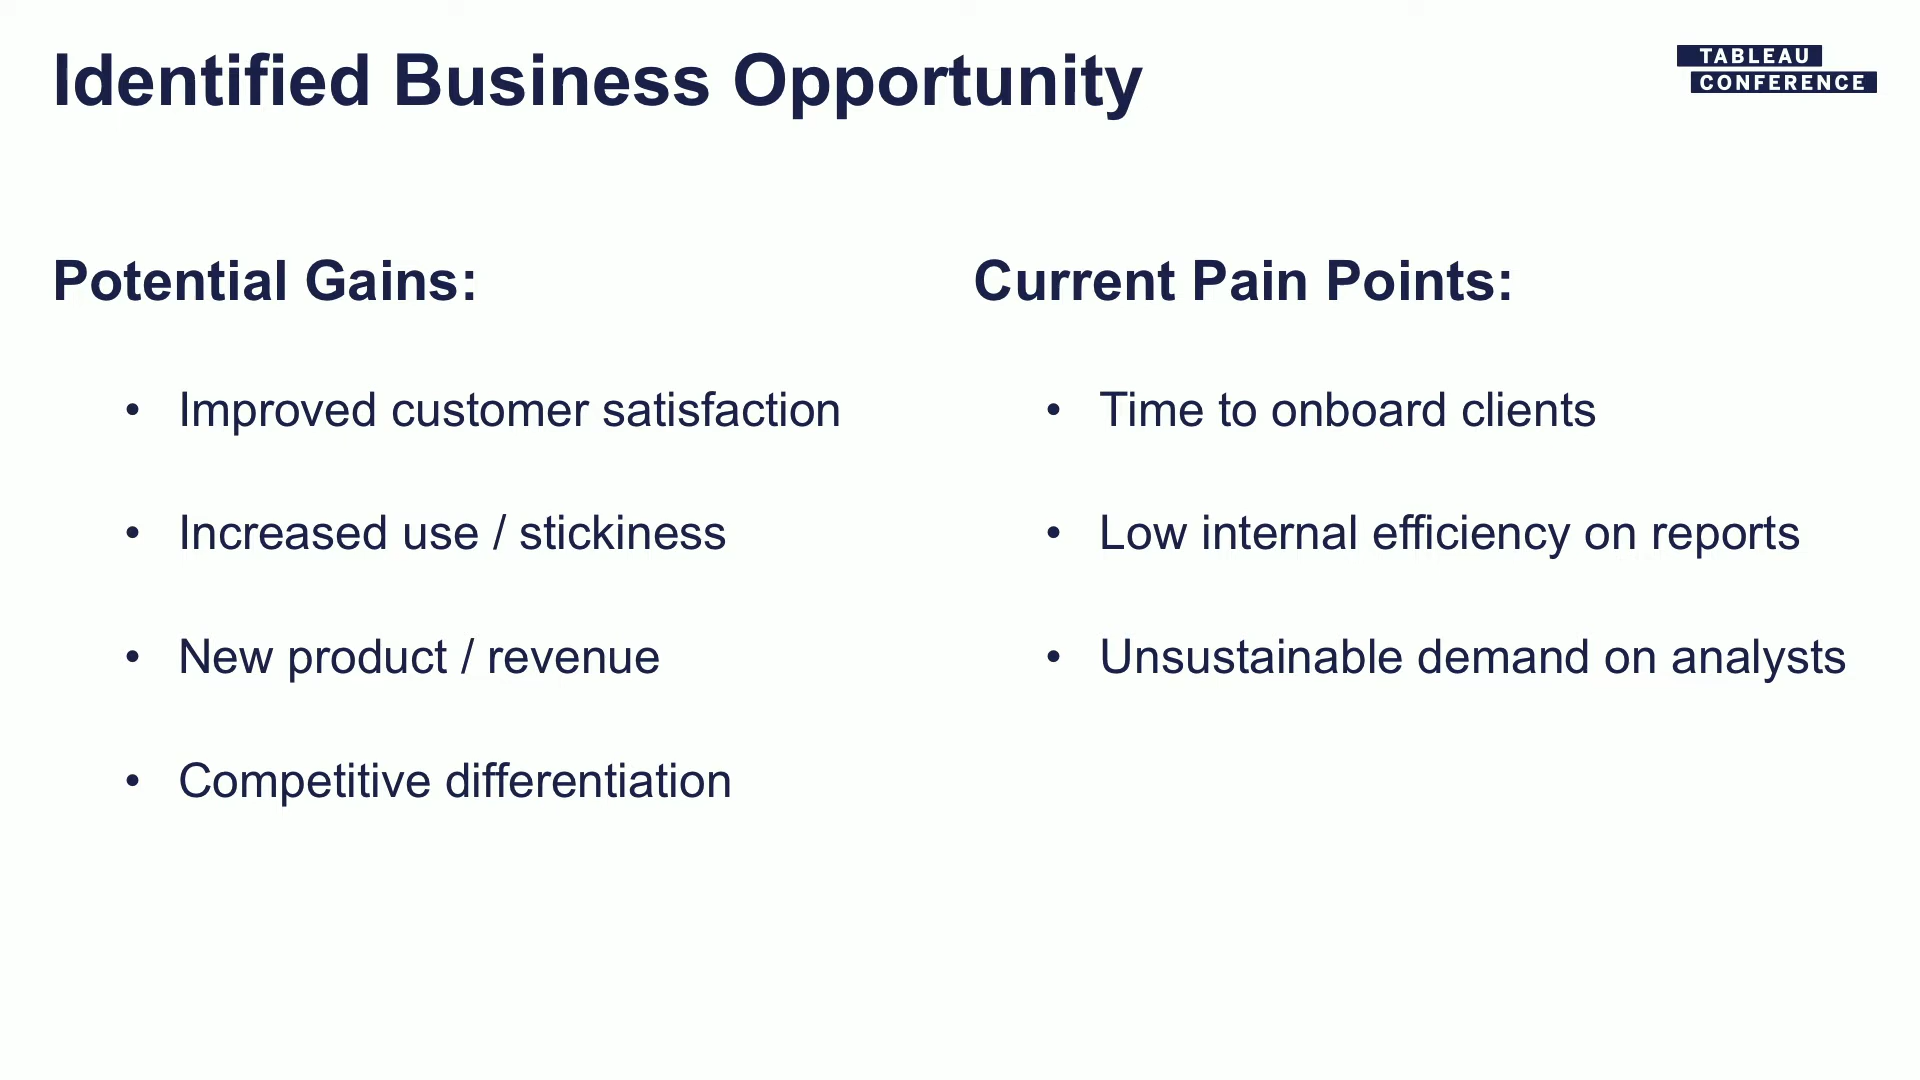 Identified Business Opportunity
TABLEAU
CONFERENCE
Potential Gains:
• Improved customer satisfaction
• Increased use / stickiness
• New product / revenue
• Competitive differentiation
Current Pain Points:
• Time to onboard clients
• Low internal efficiency on reports
• Unsustainable demand on analysts